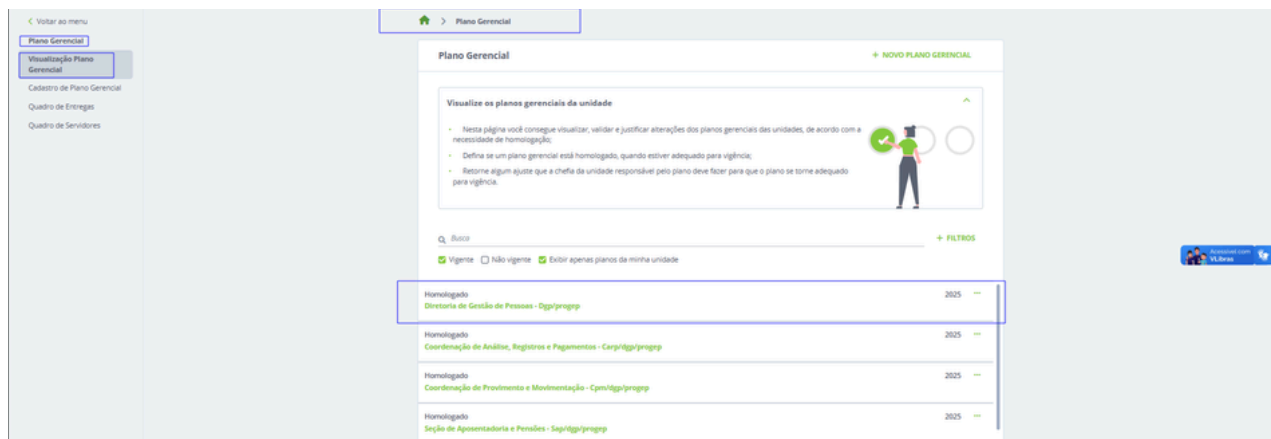 Voltar ao menu
Plano Gerencial
Visualização Plano
Gerencial
Cadastro de Plano Gerencial
Quadro de Entregas
Quadro de Servidores
Plano Gerencial
Plano Gerencial
+ NOVO PLANO GERENCIAL
Visualize os planos gerenciais da unidade
Nesta página você consegue visualizar, validar e justificar alterações dos planos gerenciais das unidades, de acordo com a
necessidade de homologação;
Defina se um plano gerencial está homologado, quando estiver adequado para vigência;
Retorne algum ajuste que a chefia da unidade responsável pelo plano deve fazer para que o plano se torne adequado
para vigência.
Busca
+ FILTROS
Vigente Não vigente Exibir apenas planos da minha unidade
Homologado 2025
Diretoria de Gestão de Pessoas - Dgp/progep
Homologado 2025
Coordenação de Análise, Registros e Pagamentos - Carp/dgp/progep
Homologado 2025
Coordenação de Provimento e Movimentação - Cpm/dgp/progep
Homologado 2025
Seção de Aposentadoria e Pensões - Sap/dgp/progep
Acessível com
VLibras